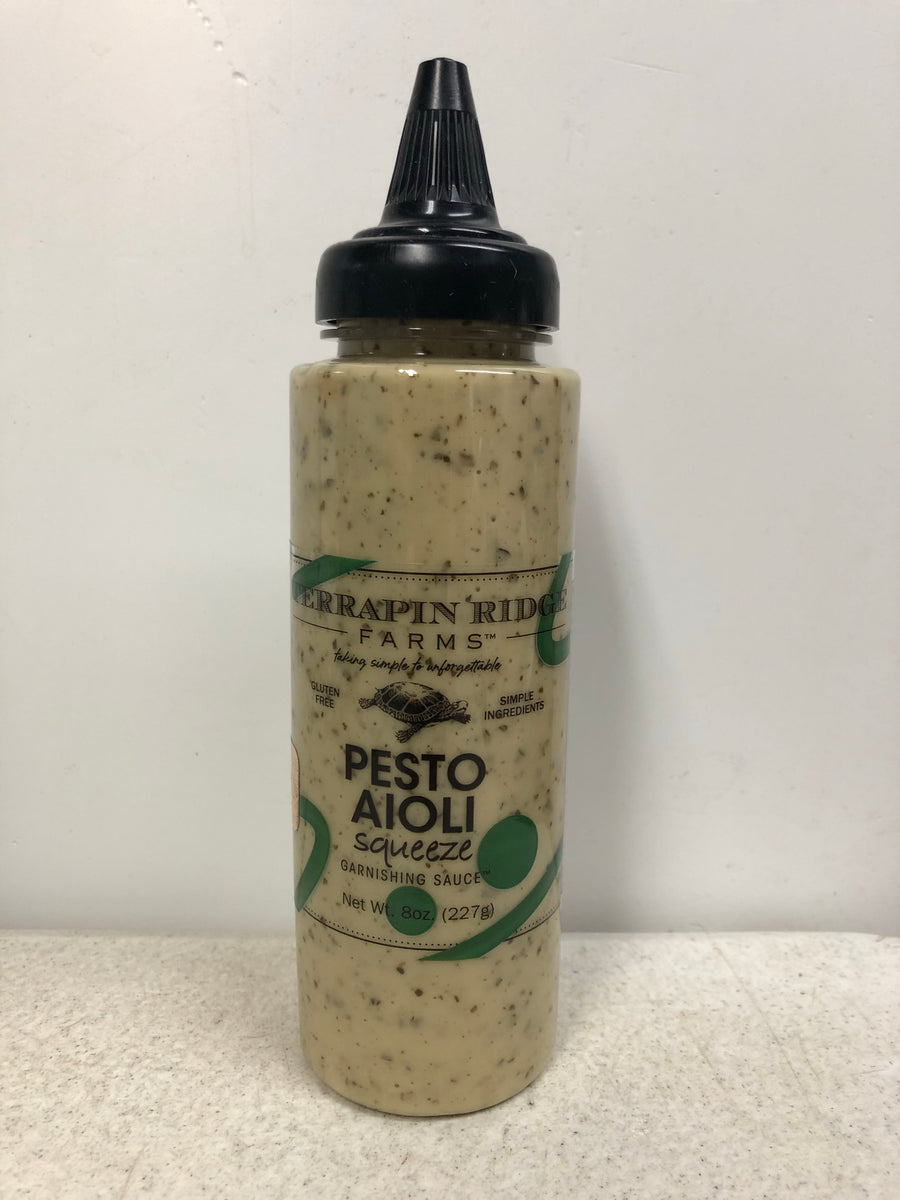 TERRAPIN RIDGE
FARMS™
taking simple to unforgettable
GLUTEN
FREE
SIMPLE
INGREDIENTS
PESTO
AIOLI
squeeze
GARNISHING SAUCE™
Net Wt. 8oz. (227g)